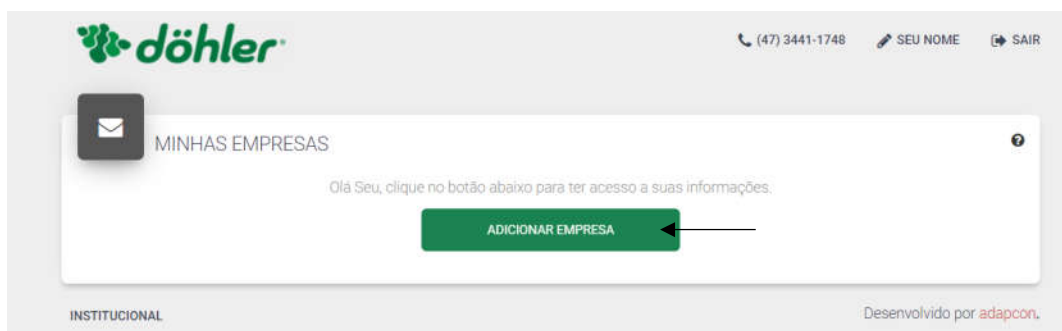 döhler
(47) 3441-1748 SEU NOME SAIR
MINHAS EMPRESAS
Olá Seu, clique no botão abaixo para ter acesso a suas informações.
ADICIONAR EMPRESA
INSTITUCIONAL
Desenvolvido por adapcon.